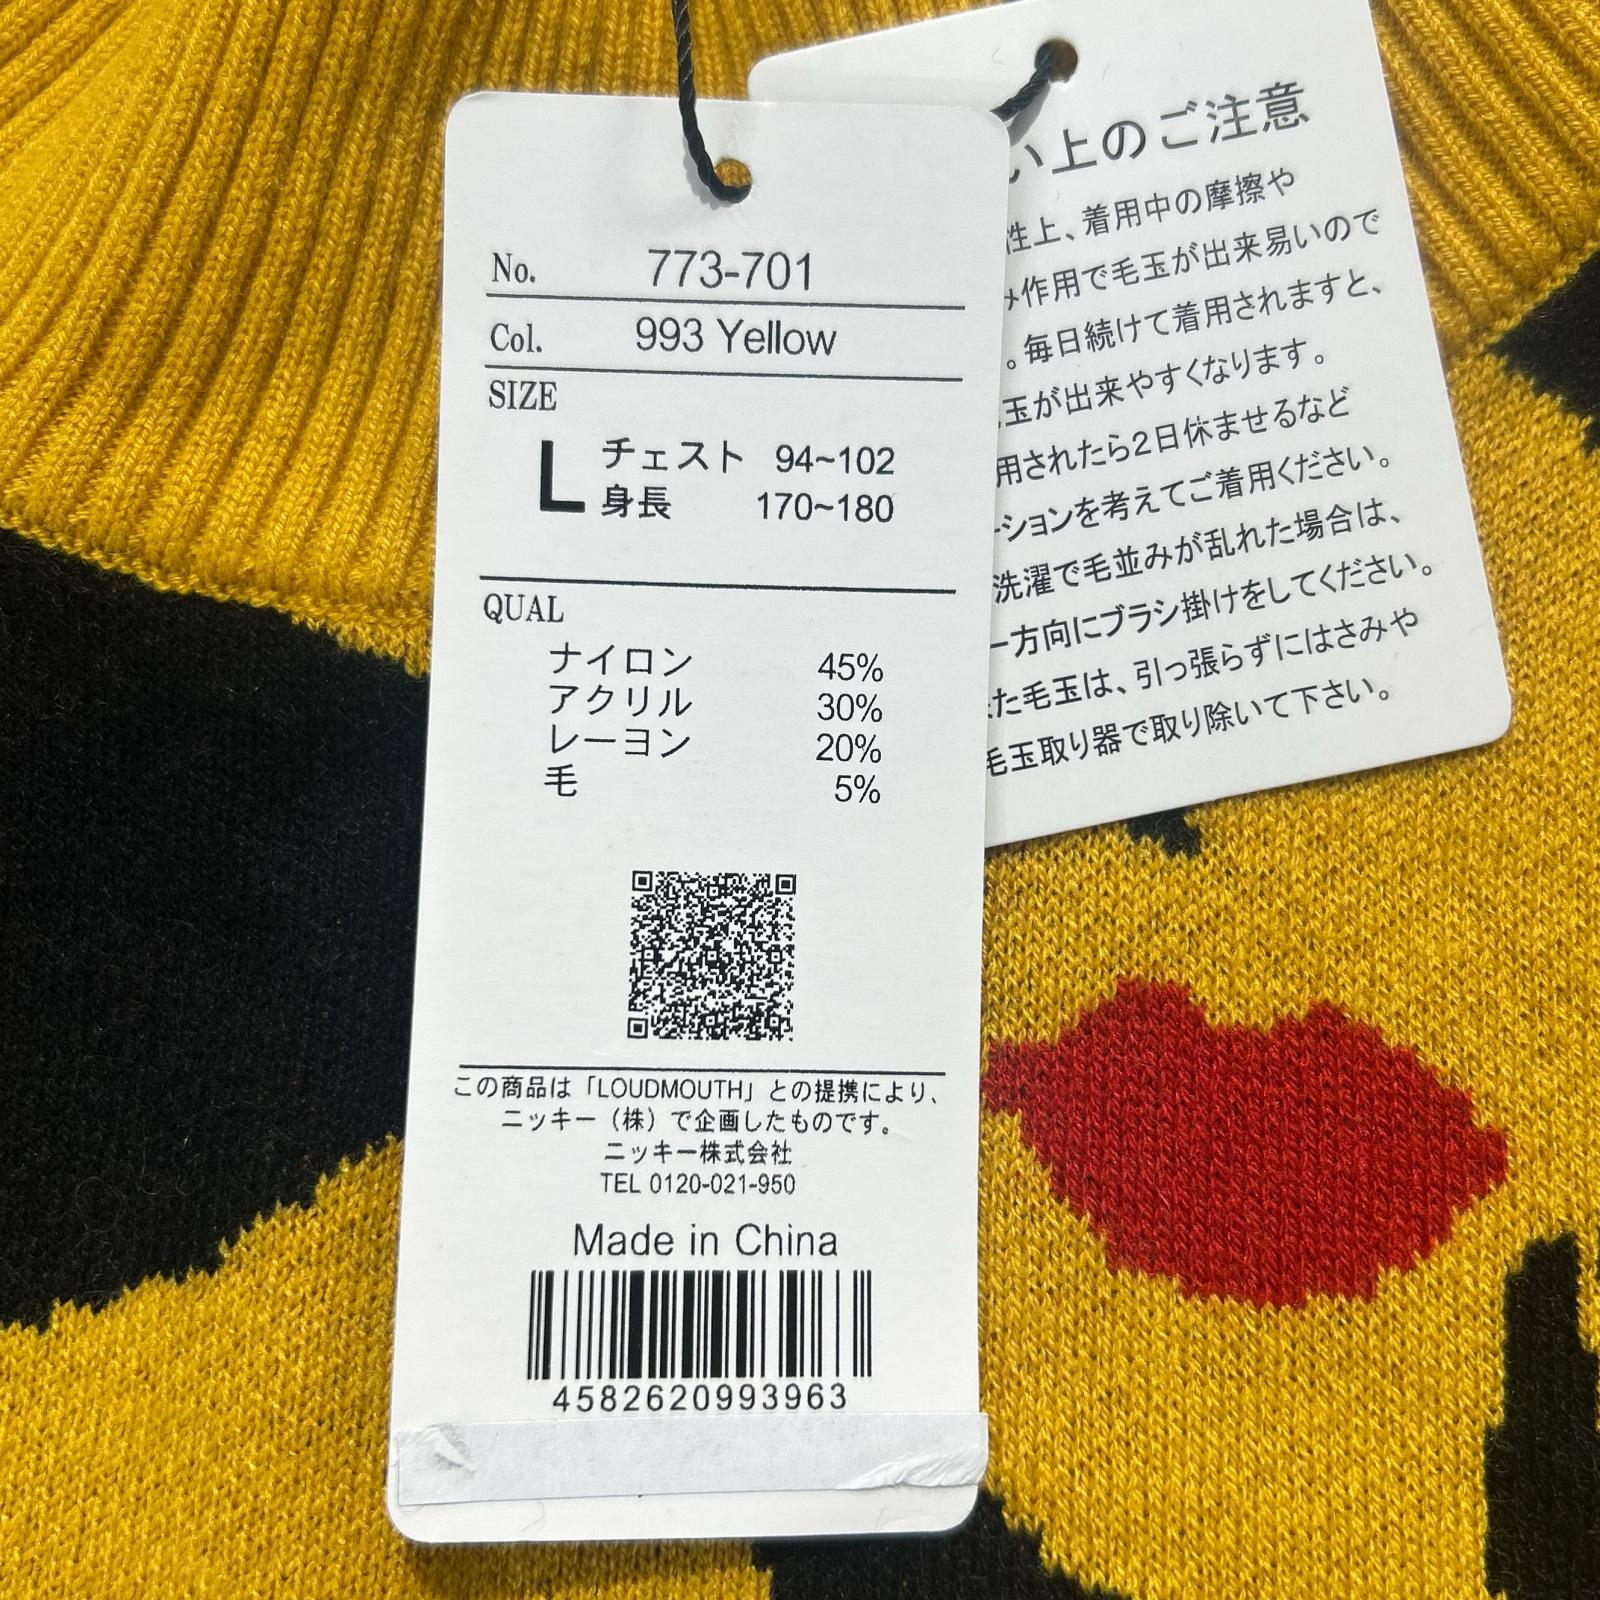 No. 773-701
Col. 993 Yellow
SIZE
L チェスト 94~102
身長 170~180
QUAL
ナイロン 45%
アクリル 30%
レーヨン 20%
毛 5%
この商品は「LOUDMOUTH」との提携により、
ニッキー（株）で企画したものです。
ニッキー株式会社
TEL 0120-021-950
Made in China
4582620993963
い上のご注意
性上、着用中の摩擦や
み作用で毛玉が出来易いので
。毎日続けて着用されますと、
玉が出来やすくなります。
用されたら2日休ませるなど
ションを考えてご着用ください。
洗濯で毛並みが乱れた場合は、
一方向にブラシ掛けをしてください。
た毛玉は、引っ張らずにはさみや
毛玉取り器で取り除いて下さい。